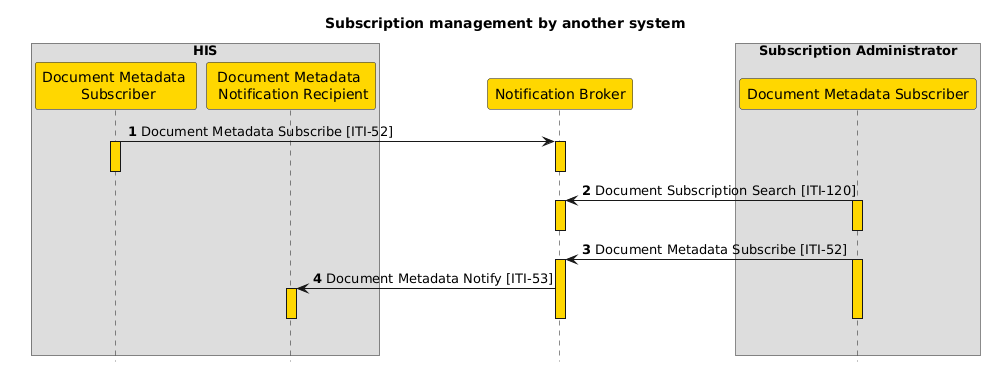 Subscription management by another system
HIS
Subscription Administrator
Document Metadata
Subscriber
Document Metadata
Notification Recipient
Notification Broker
Document Metadata Subscriber
1 Document Metadata Subscribe [ITI-52]
2 Document Subscription Search [ITI-120]
3 Document Metadata Subscribe [ITI-52]
4 Document Metadata Notify [ITI-53]